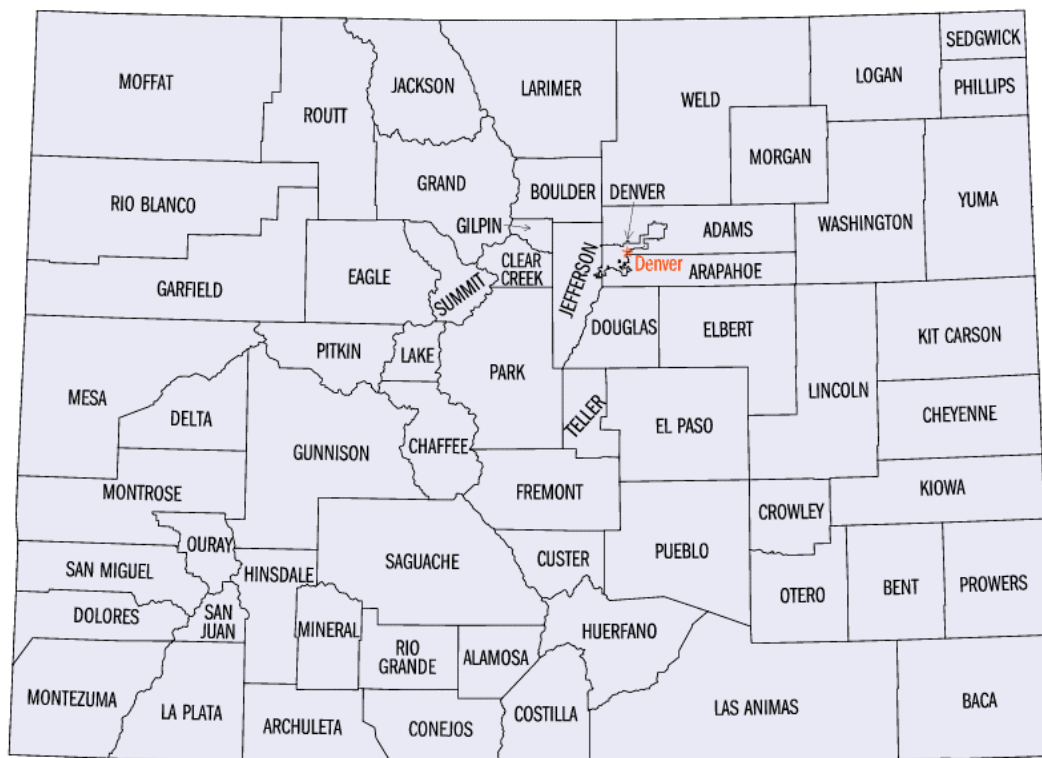 SEDGWICK
MOFFAT
JACKSON
LARIMER
LOGAN
PHILLIPS
WELD
ROUTT
MORGAN
GRAND
BOULDER
DENVER
YUMA
RIO BLANCO
GILPIN
ADAMS
WASHINGTON
CLEAR
CREEK
Denver
ARAPAHOE
EAGLE
GARFIELD
SUMMIT
JEFFERSON
DOUGLAS
ELBERT
KIT CARSON
PITKIN
LAKE
PARK
LINCOLN
MESA
DELTA
TELLER
CHEYENNE
EL PASO
GUNNISON
CHAFFEE
MONTROSE
FREMONT
KIOWA
CROWLEY
OURAY
SAGUACHE
CUSTER
PUEBLO
SAN MIGUEL
HINSDALE
BENT
PROWERS
OTERO
DOLORES
SAN
JUAN
MINERAL
HUERFANO
RIO
GRANDE
ALAMOSA
MONTEZUMA
LA PLATA
ARCHULETA
CONEJOS
COSTILLA
LAS ANIMAS
BACA